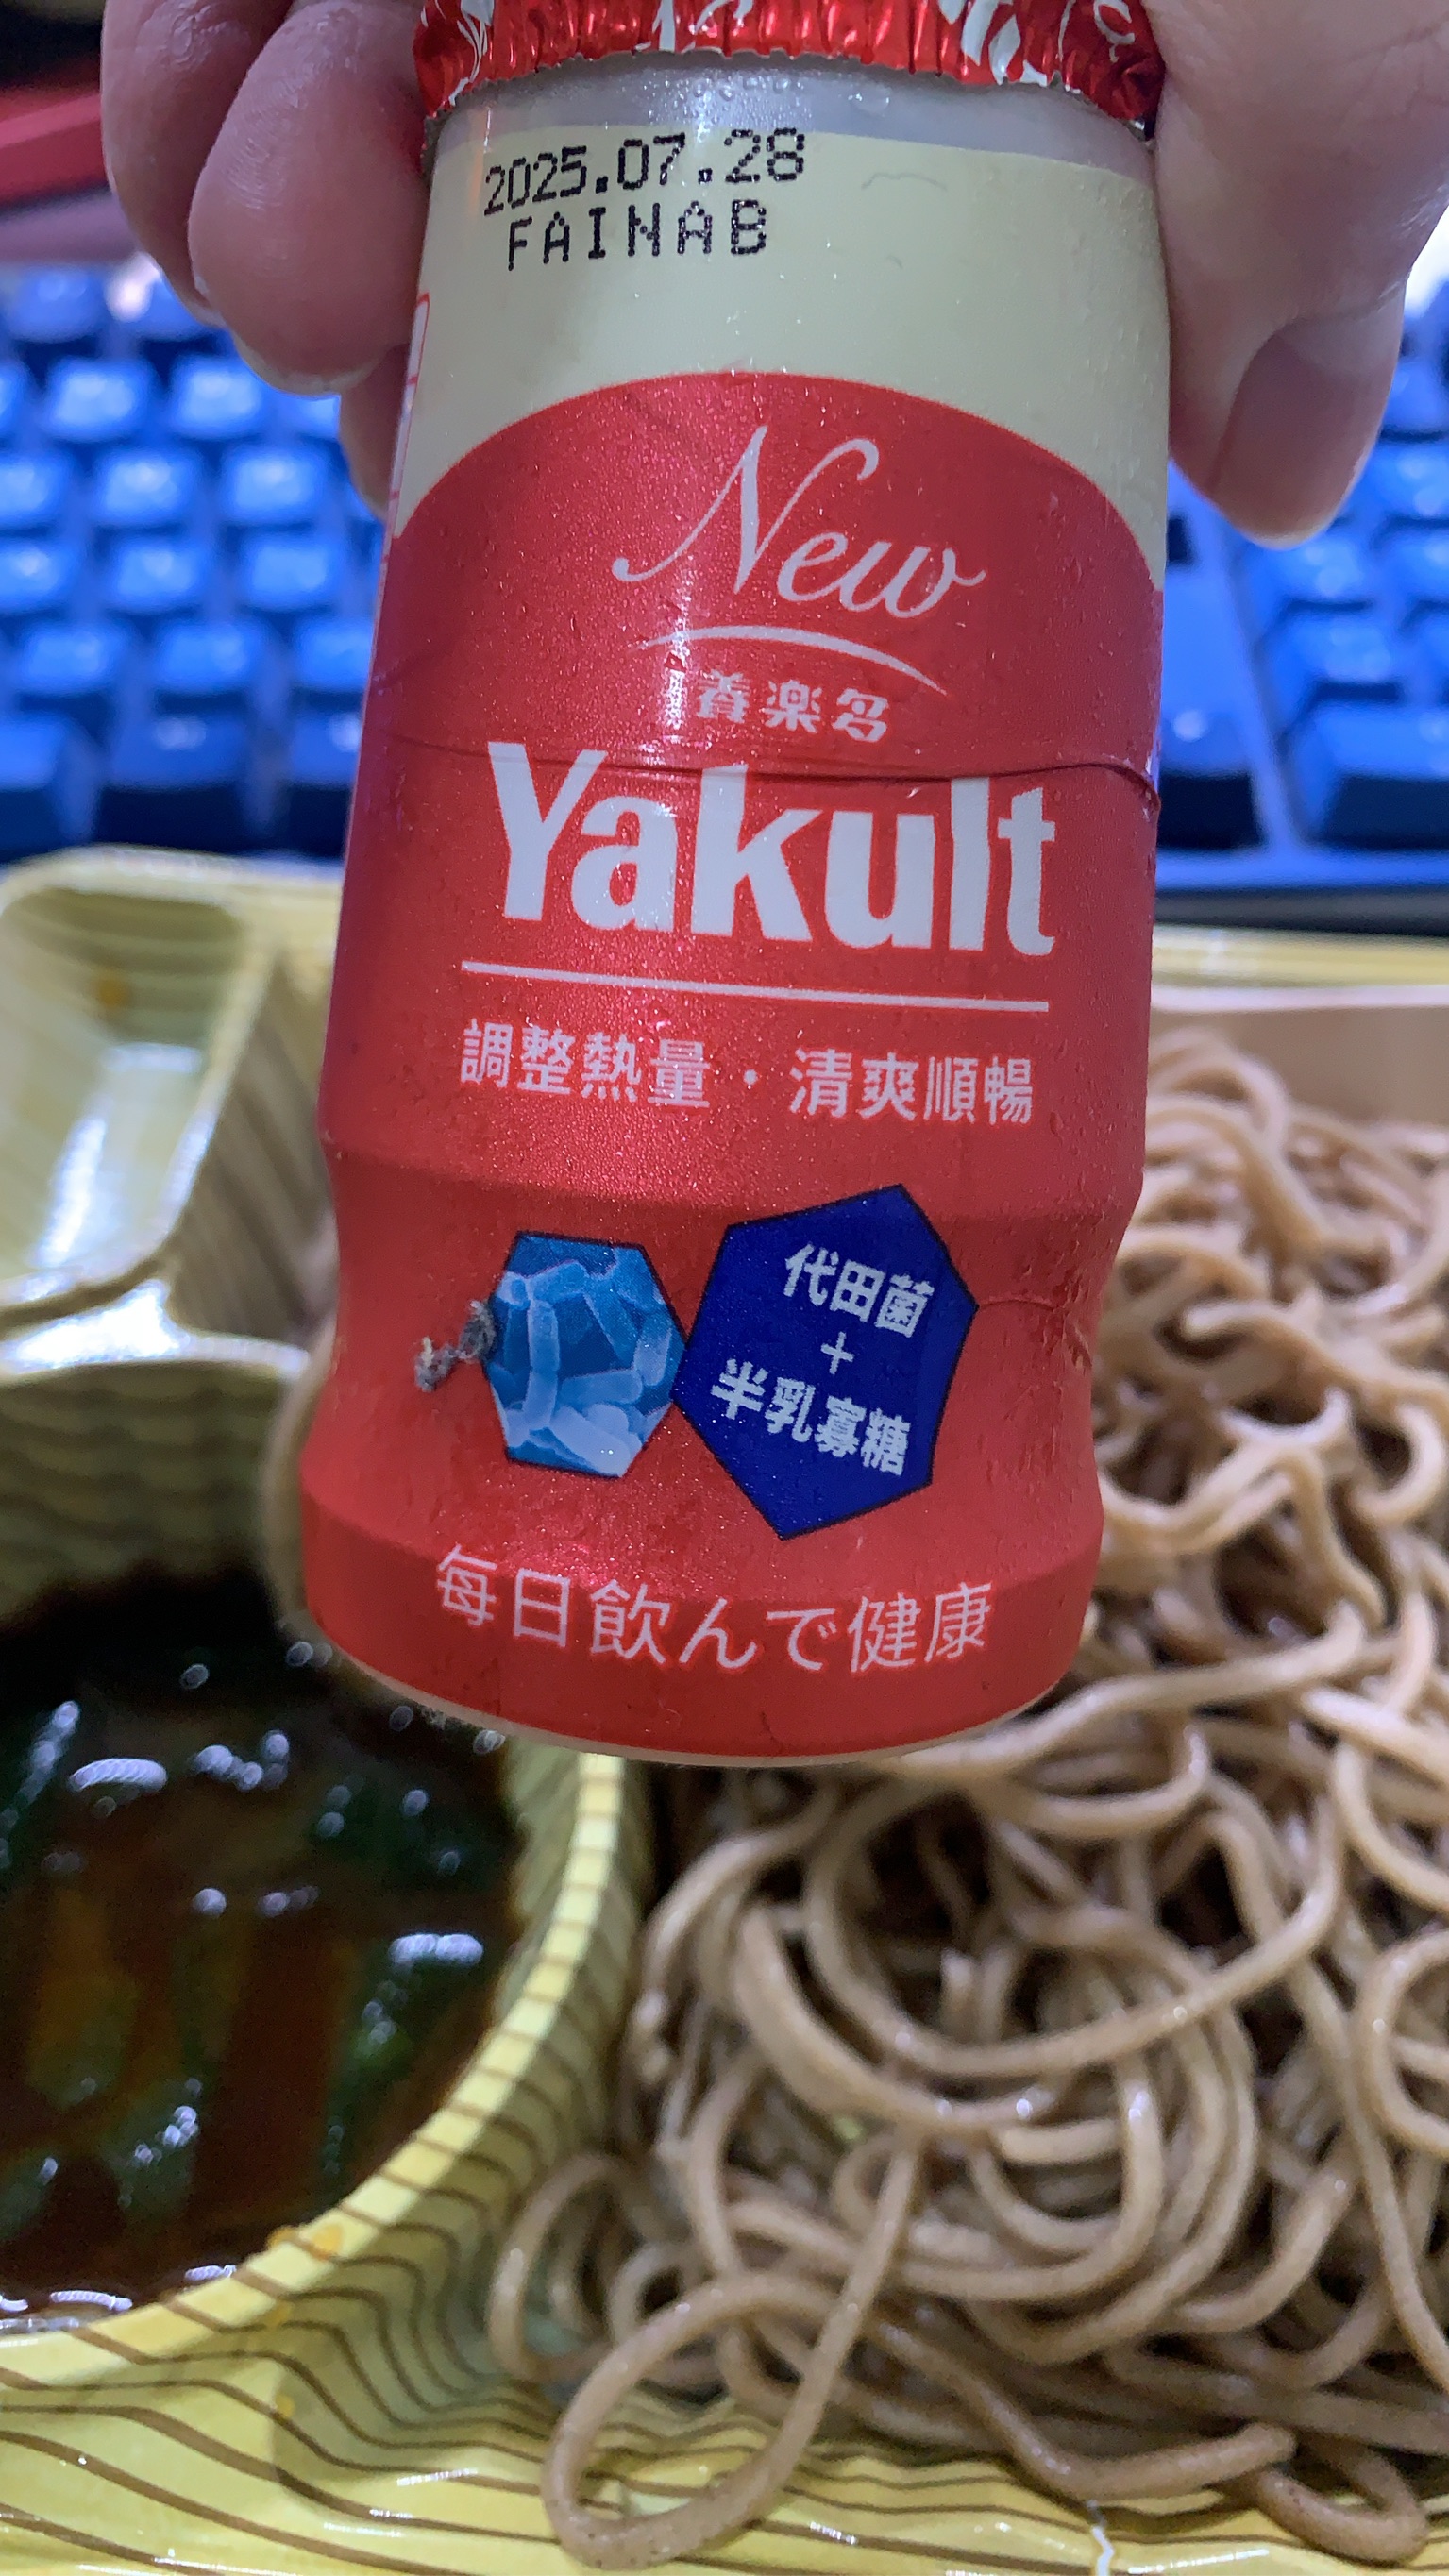 2025.07.28
FAINAB
New
養楽多
Yakult
調整熱量・清爽順暢
代田菌
+
半乳寡糖
毎日飲んで健康